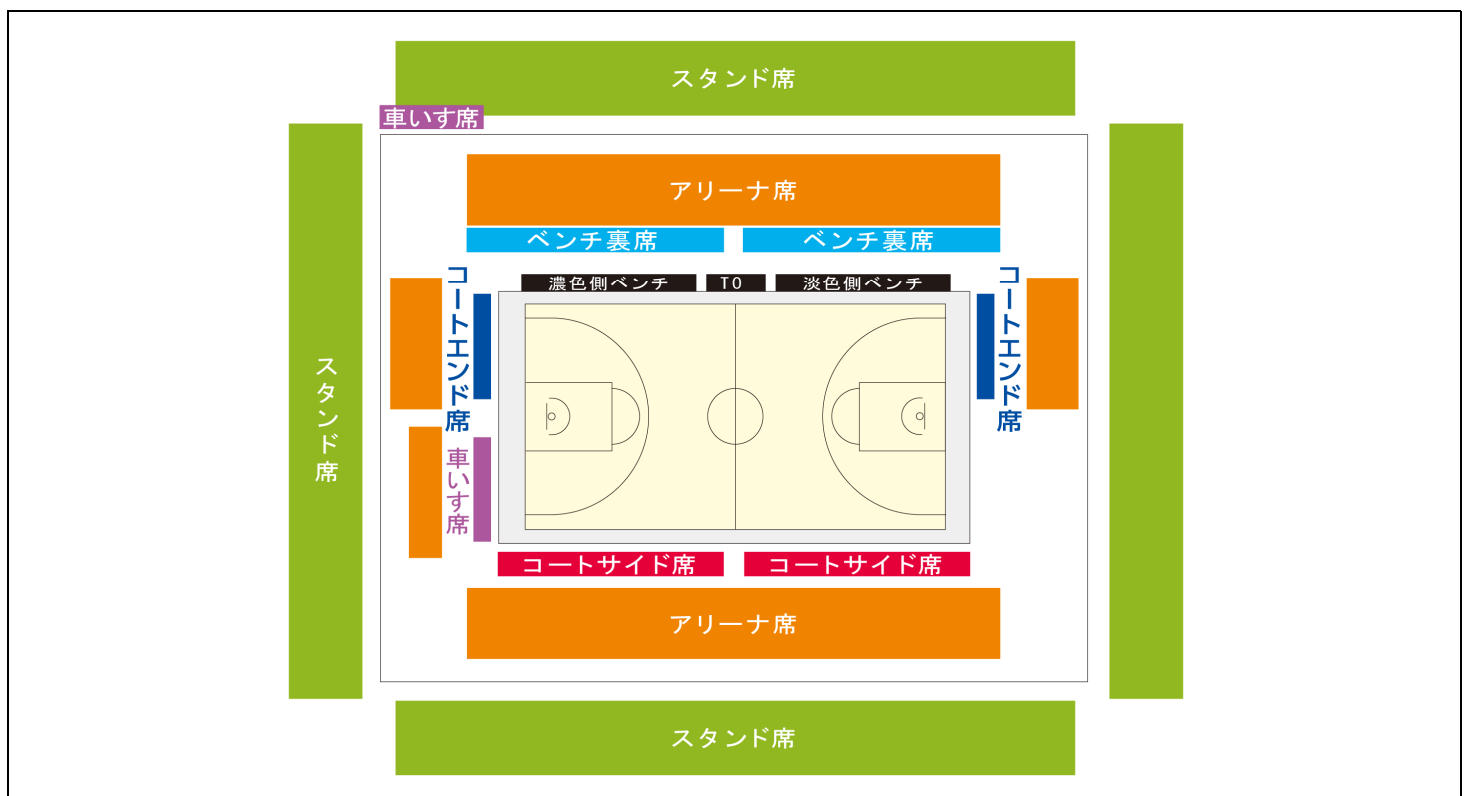 スタンド席
車いす席
アリーナ席
ベンチ裏席 ベンチ裏席
濃色側ベンチ TO 淡色側ベンチ
コートエンド席
コートエンド席
スタンド席
車いす席
コートサイド席 コートサイド席
アリーナ席
スタンド席